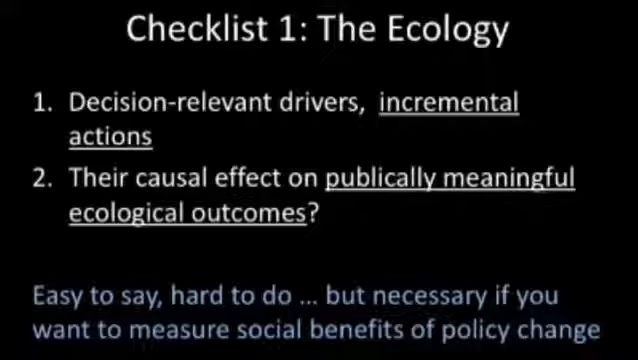 Checklist 1: The Ecology
1. Decision-relevant drivers, incremental
actions
2. Their causal effect on publically meaningful
ecological outcomes?
Easy to say, hard to do ... but necessary if you
want to measure social benefits of policy change